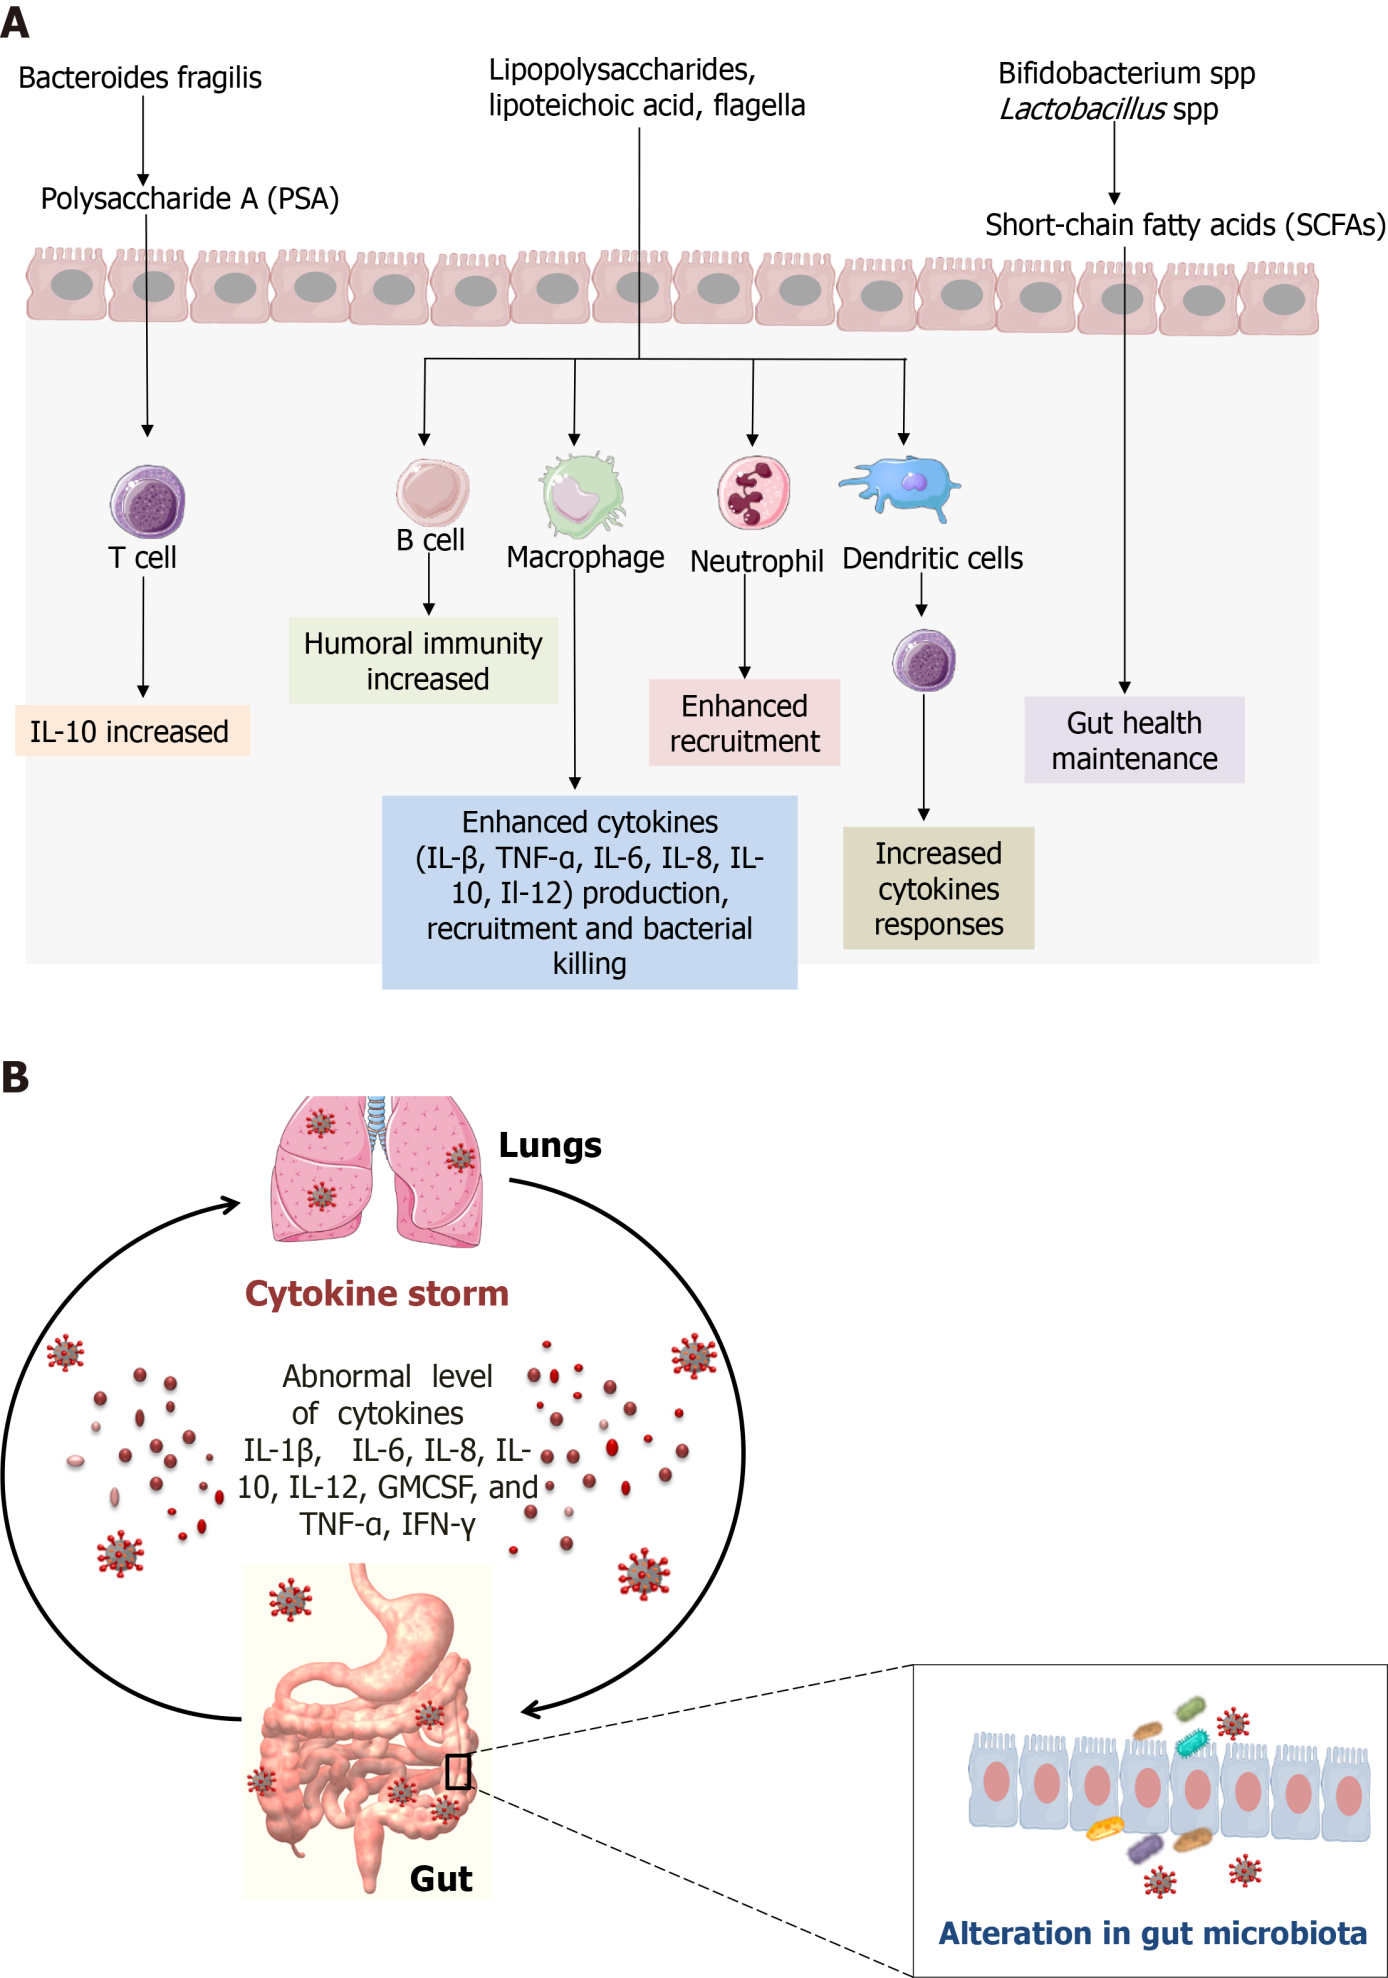 A
Bacteroides fragilis
Lipopolysaccharides,
lipoteichoic acid, flagella
Bifidobacterium spp
Lactobacillus spp
Polysaccharide A (PSA)
Short-chain fatty acids (SCFAs)
T cell
B cell
Macrophage
Neutrophil
Dendritic cells
IL-10 increased
Humoral immunity
increased
Enhanced
recruitment
Gut health
maintenance
Enhanced cytokines
(IL-β, TNF-α, IL-6, IL-8, IL-
10, Il-12) production,
recruitment and bacterial
killing
Increased
cytokines
responses
B
Lungs
Cytokine storm
Abnormal level
of cytokines
IL-1β, IL-6, IL-8, IL-
10, IL-12, GMCSF, and
TNF-α, IFN-γ
Gut
Alteration in gut microbiota